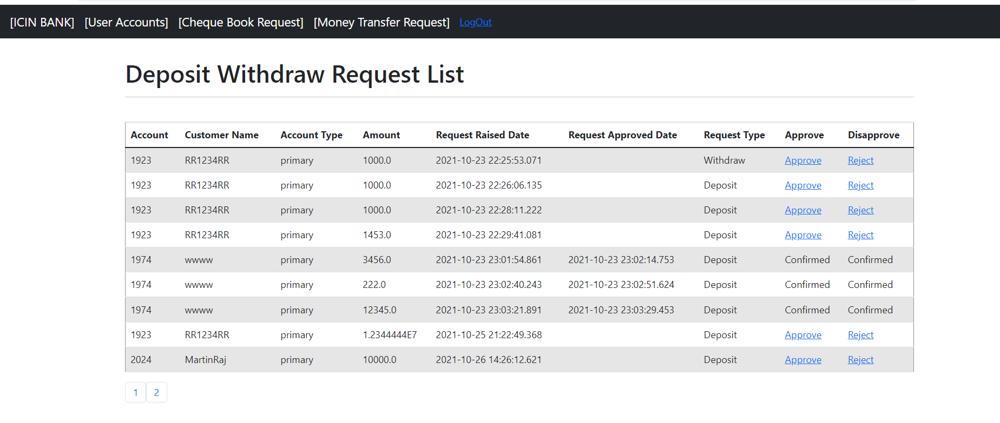 [ICIN BANK] [User Accounts] [Cheque Book Request] [Money Transfer Request] LogOut
Deposit Withdraw Request List
Account Customer Name Account Type Amount Request Raised Date Request Approved Date Request Type Approve Disapprove
1923 RR1234RR primary 1000.0 2021-10-23 22:25:53.071 Withdraw Approve Reject
1923 RR1234RR primary 1000.0 2021-10-23 22:26:06.135 Deposit Approve Reject
1923 RR1234RR primary 1000.0 2021-10-23 22:28:11.222 Deposit Approve Reject
1923 RR1234RR primary 1453.0 2021-10-23 22:29:41.081 Deposit Approve Reject
1974 wwww primary 3456.0 2021-10-23 23:01:54.861 2021-10-23 23:02:14.753 Deposit Confirmed Confirmed
1974 wwww primary 222.0 2021-10-23 23:02:40.243 2021-10-23 23:02:51.624 Deposit Confirmed Confirmed
1974 wwww primary 12345.0 2021-10-23 23:03:21.891 2021-10-23 23:03:29.453 Deposit Confirmed Confirmed
1923 RR1234RR primary 1.2344444E7 2021-10-25 21:22:49.368 Deposit Approve Reject
2024 MartinRaj primary 10000.0 2021-10-26 14:26:12.621 Deposit Approve Reject
1 2